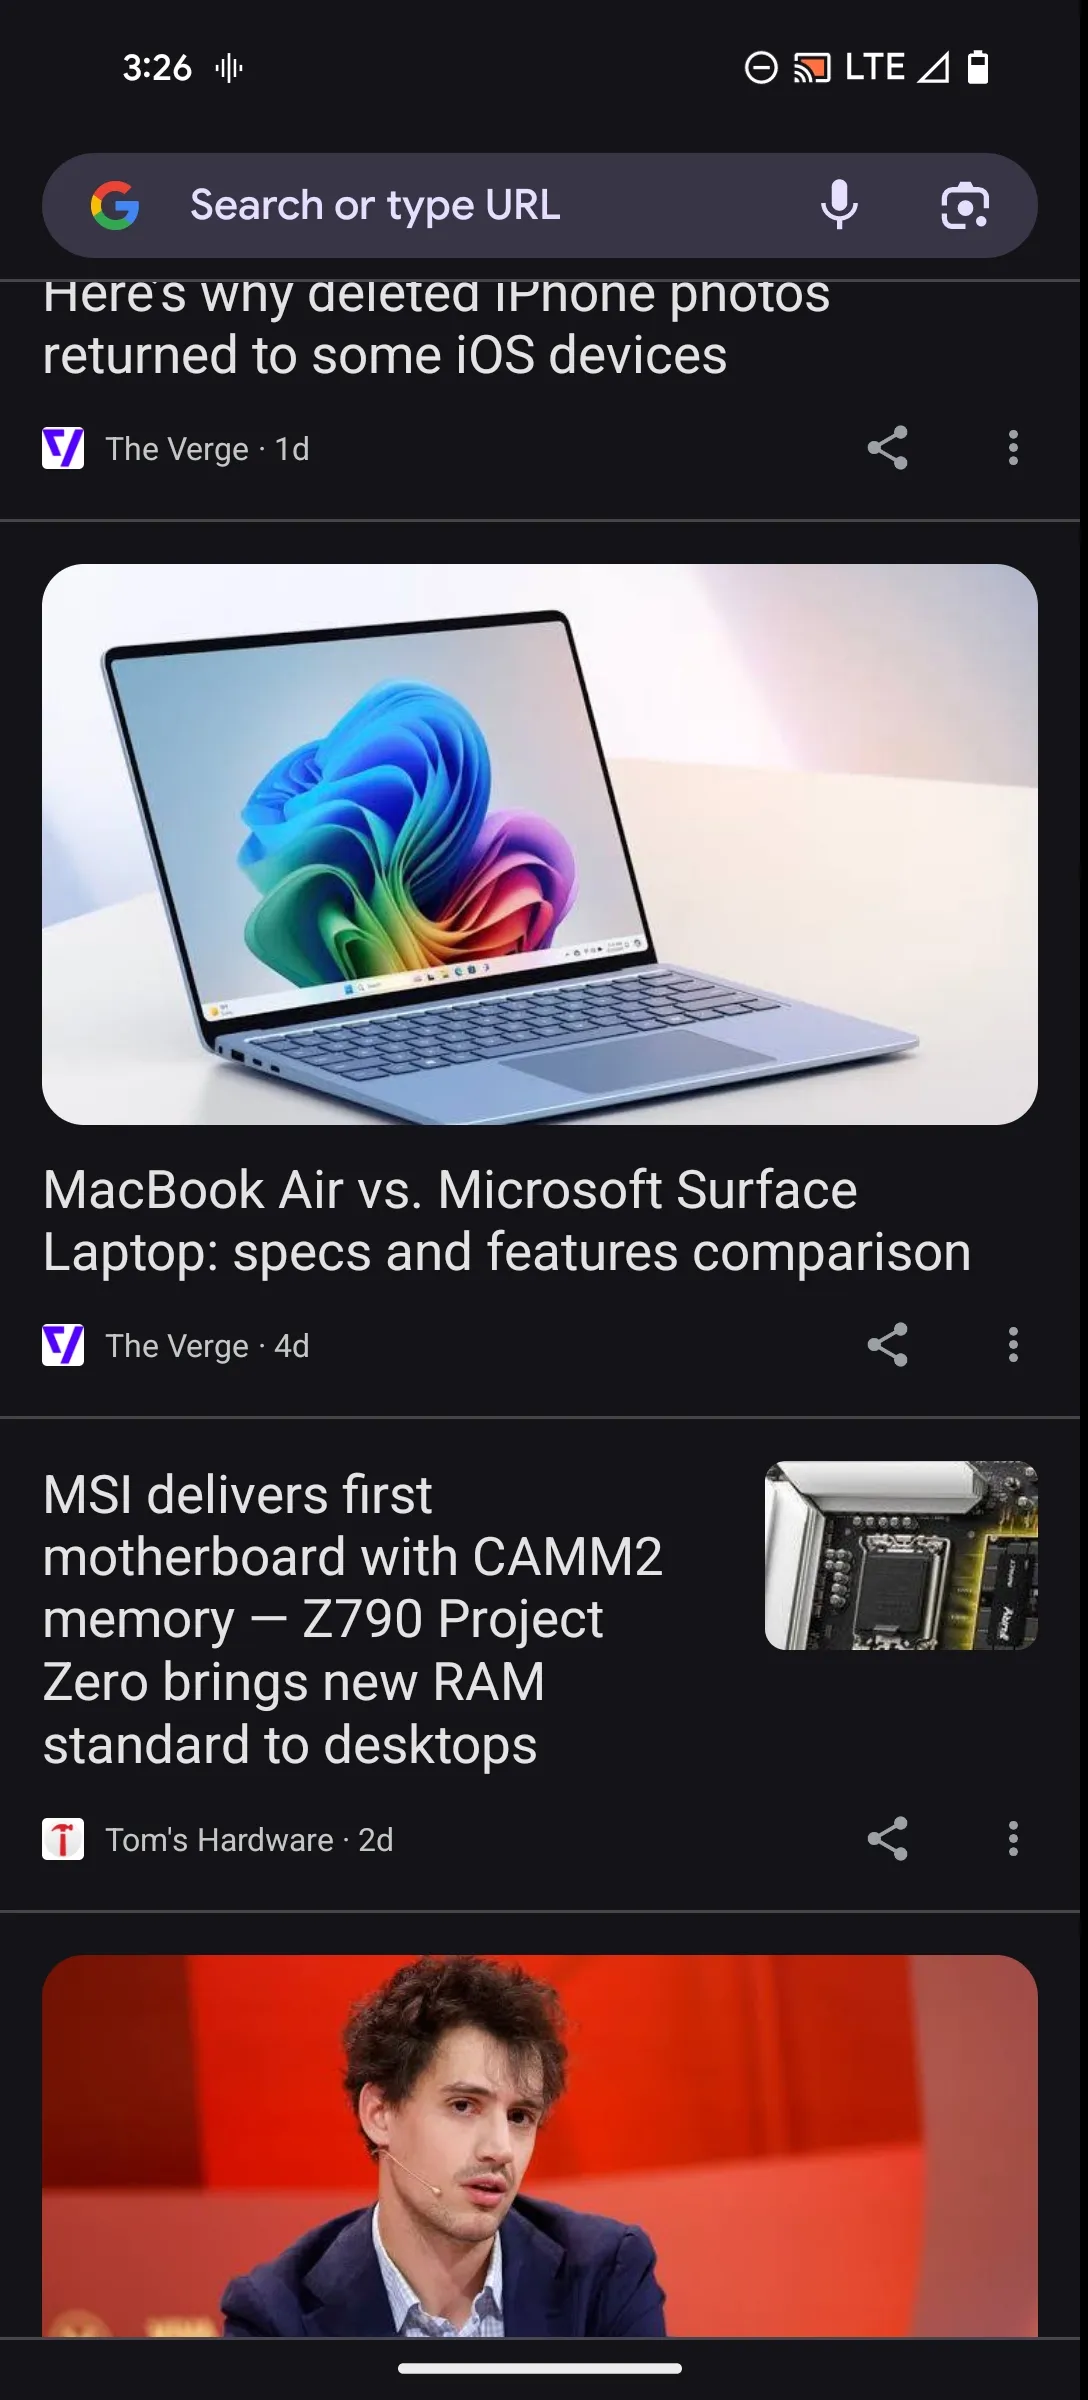 3:26
LTE
Search or type URL
Here's why deleted iPhone photos
returned to some iOS devices
The Verge · 1d
MacBook Air vs. Microsoft Surface
Laptop: specs and features comparison
The Verge · 4d
MSI delivers first
motherboard with CAMM2
memory — Z790 Project
Zero brings new RAM
standard to desktops
Tom's Hardware · 2d